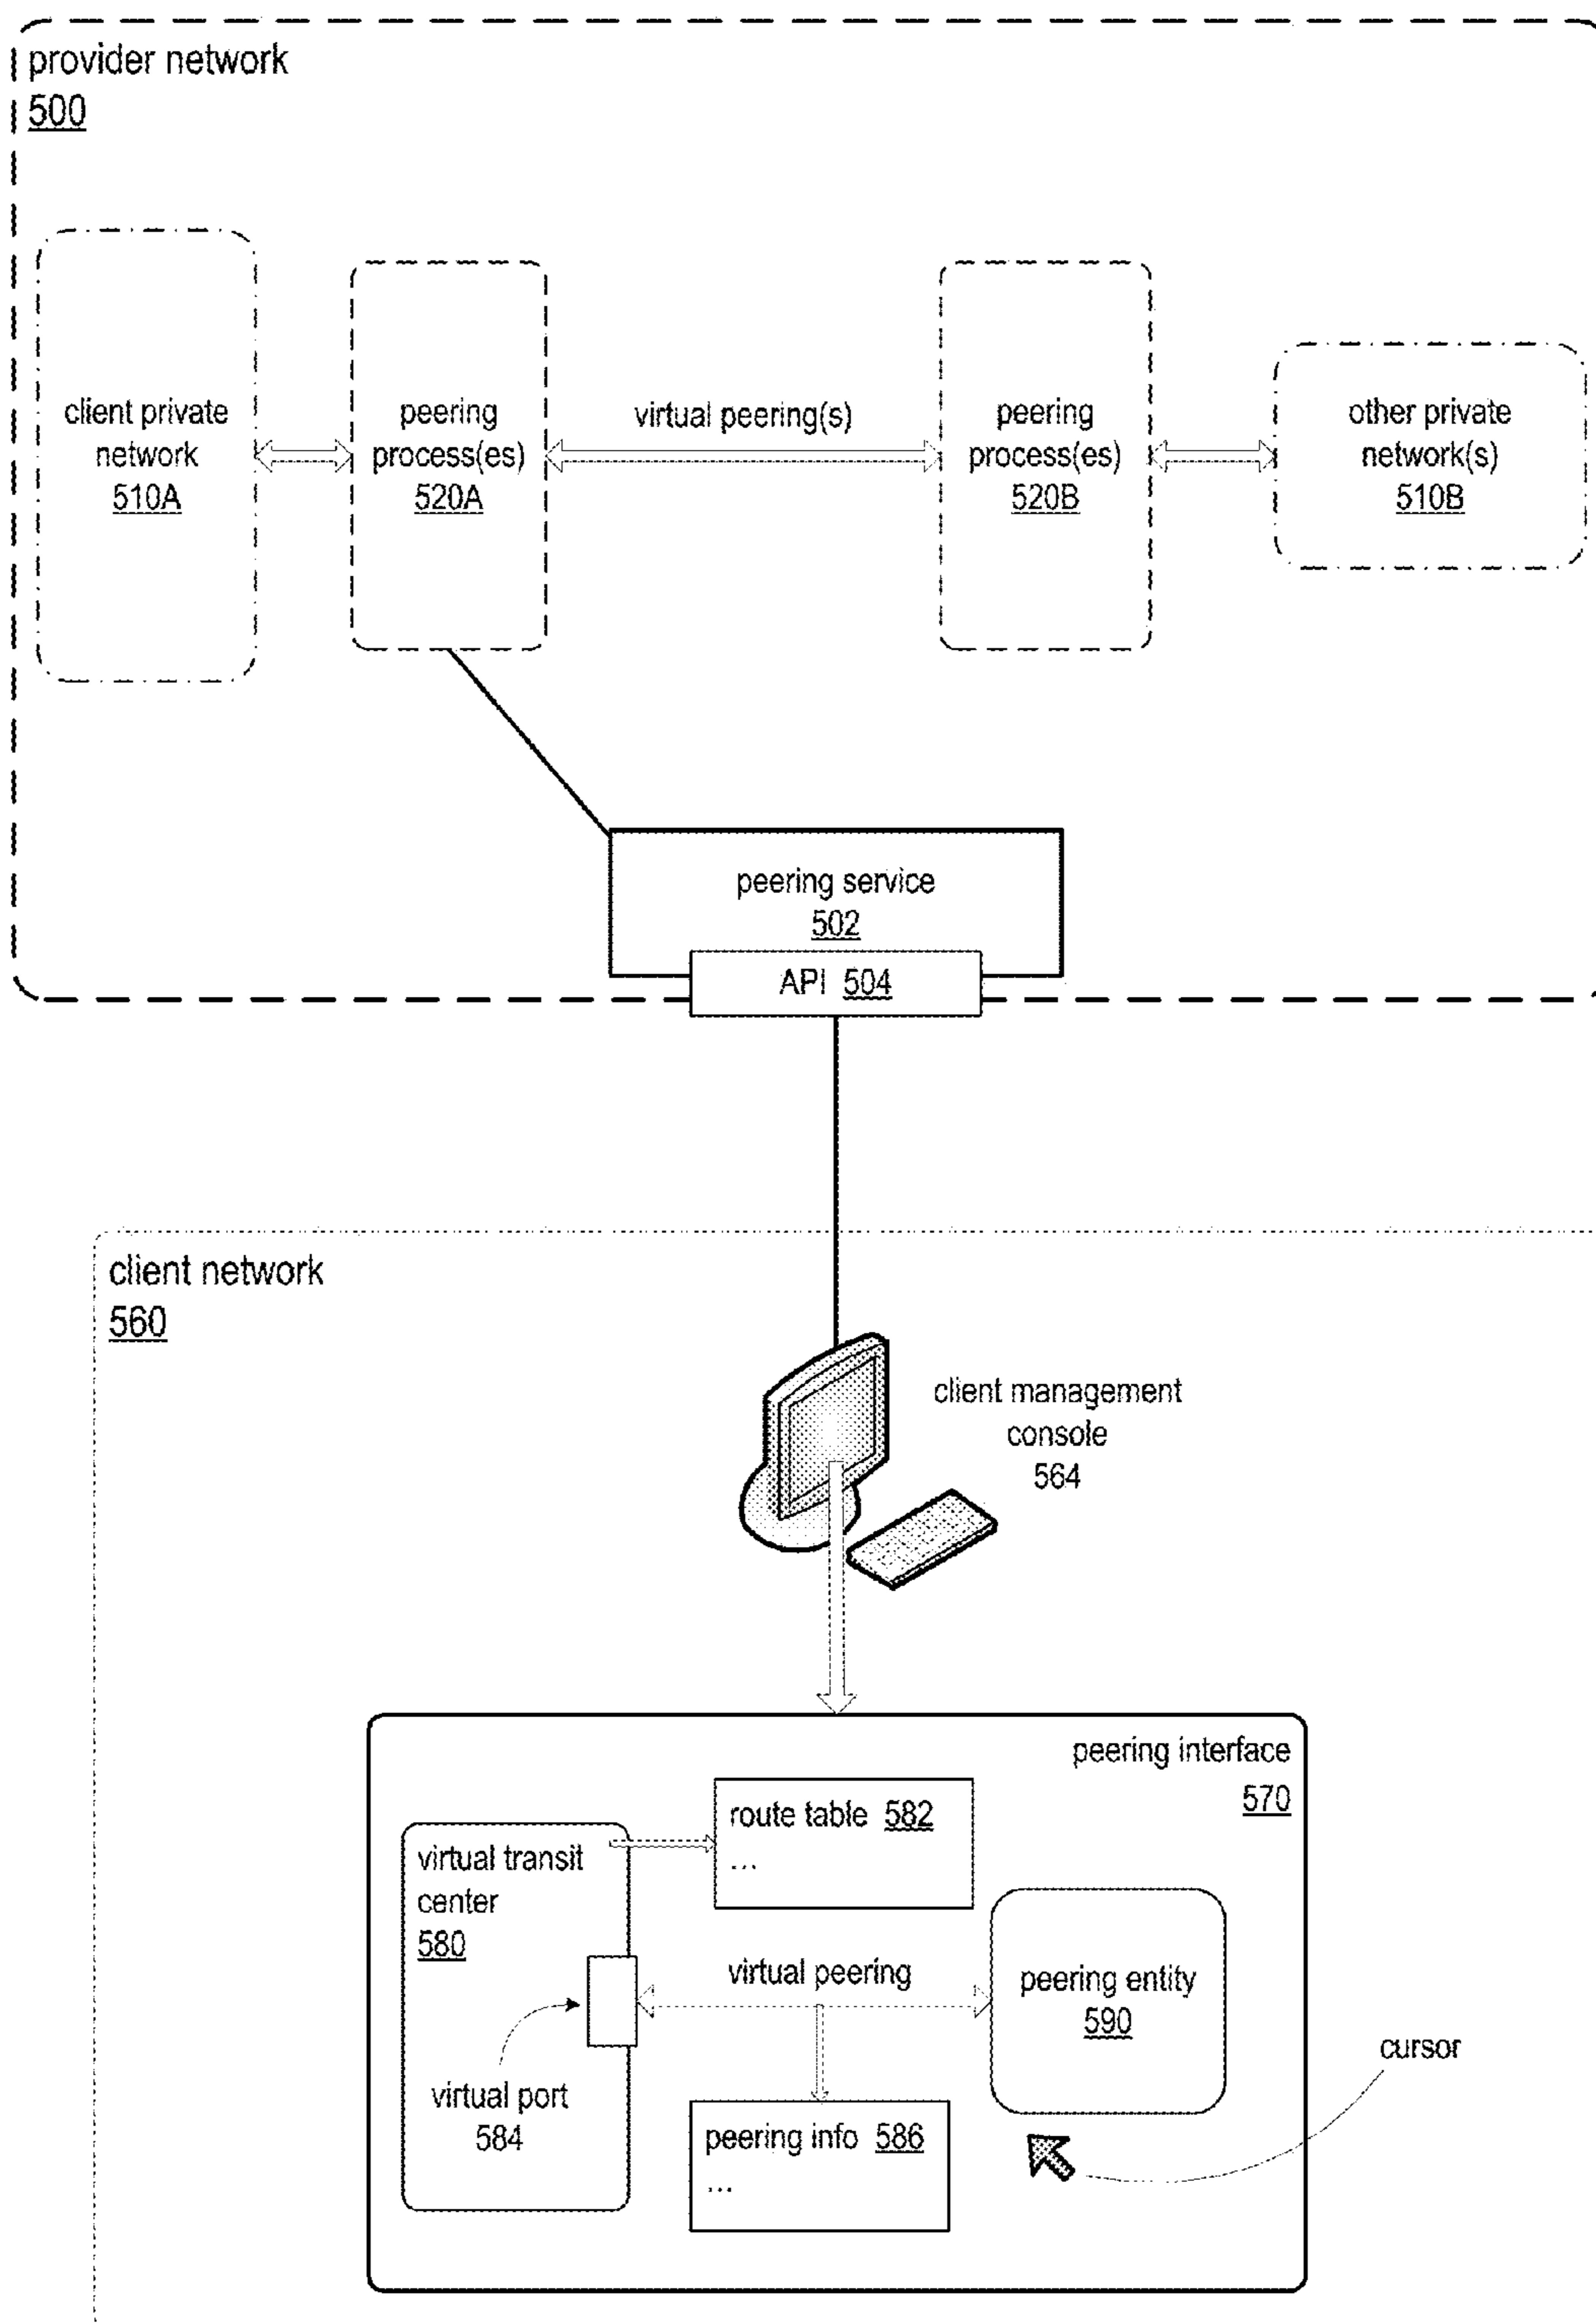 provider network
500
client private
network
510A
peering
process(es)
520A
virtual peering(s)
peering
process(es)
520B
other private
network(s)
510B
peering service
502
API 504
client network
560
client management
console
564
peering interface
570
route table 582
...
virtual transit
center
580
virtual peering
peering entity
590
cursor
virtual port
584
peering info 586
...